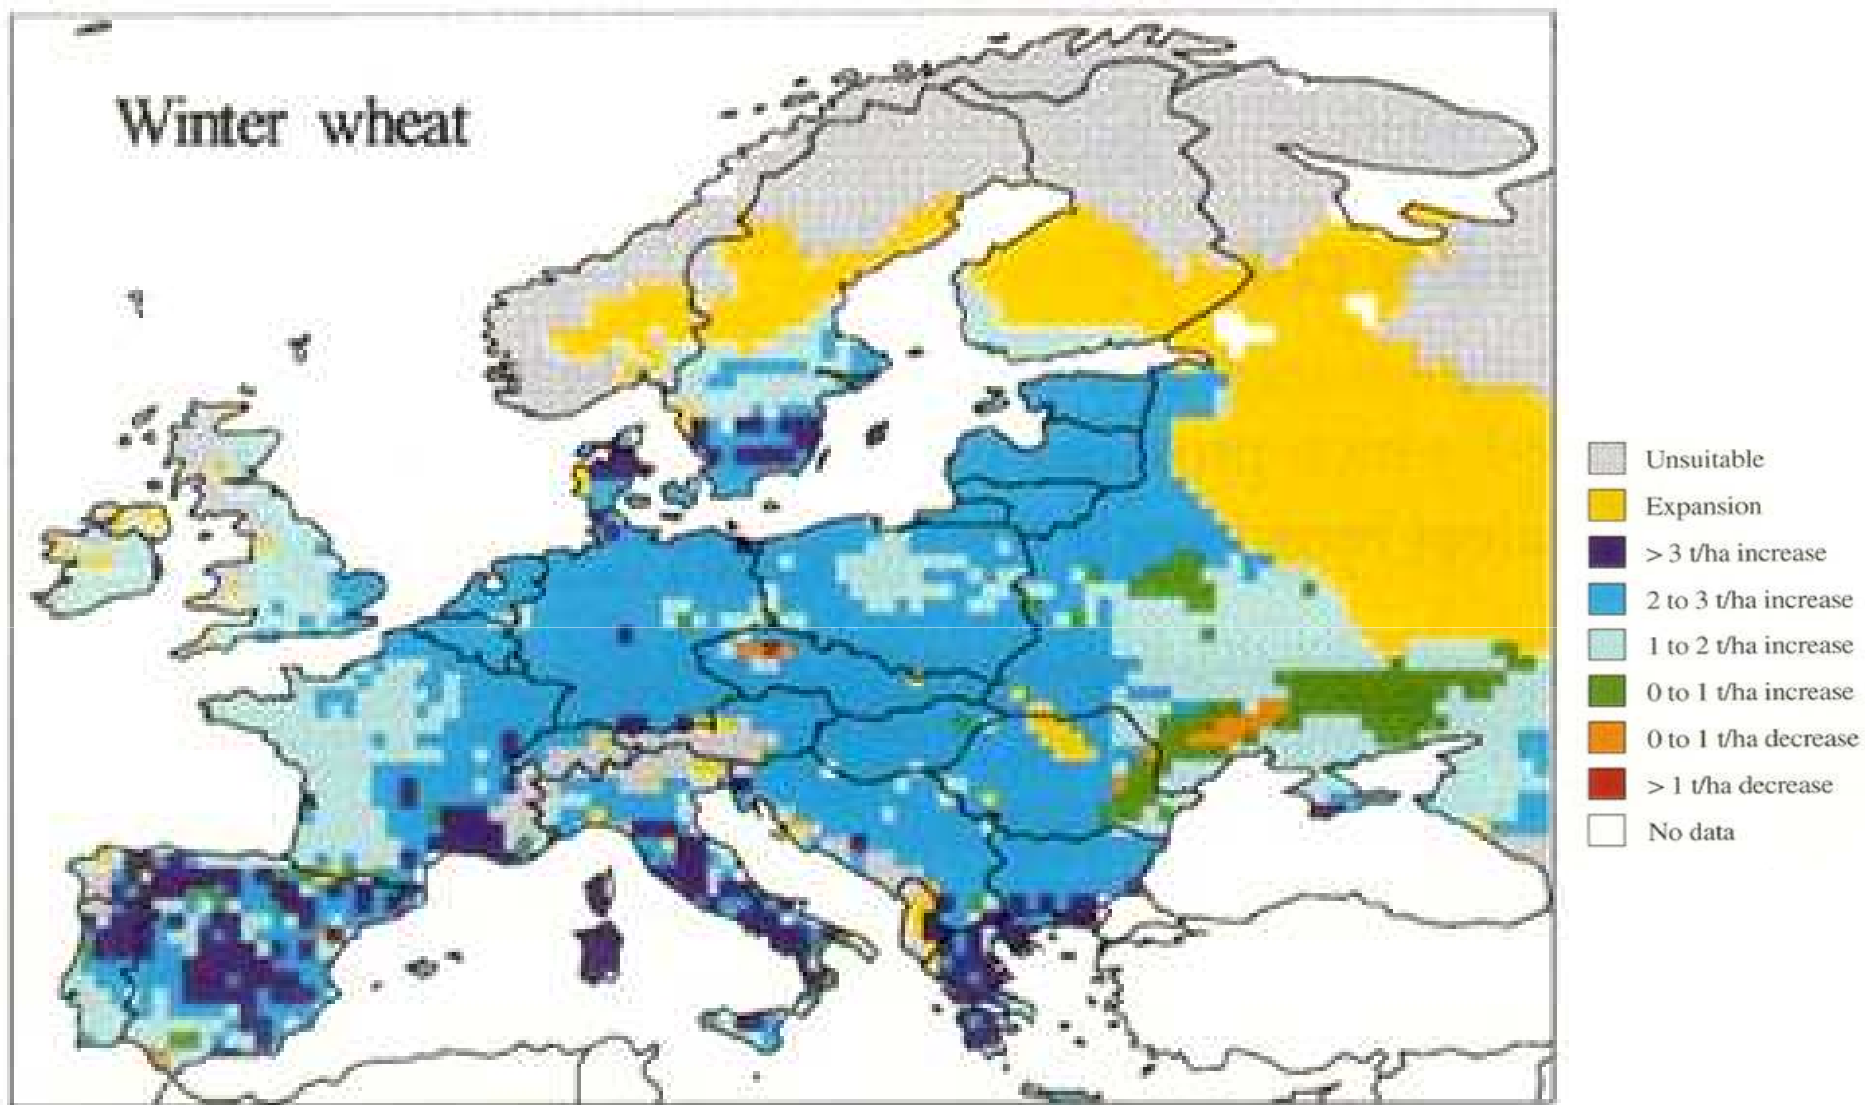 Winter wheat
Unsuitable
Expansion
> 3 t/ha increase
2 to 3 t/ha increase
1 to 2 t/ha increase
0 to 1 t/ha increase
0 to 1 t/ha decrease
> 1 t/ha decrease
No data